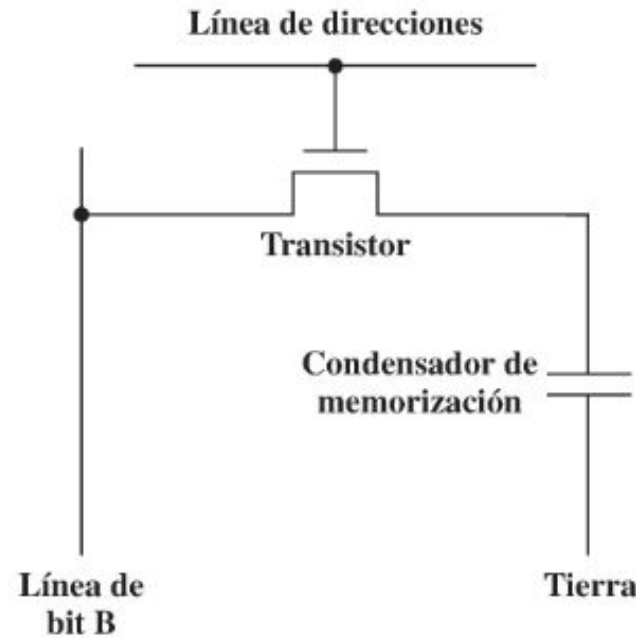 Línea de direcciones
Transistor
Condensador de
memorización
Línea de
bit B
Tierra